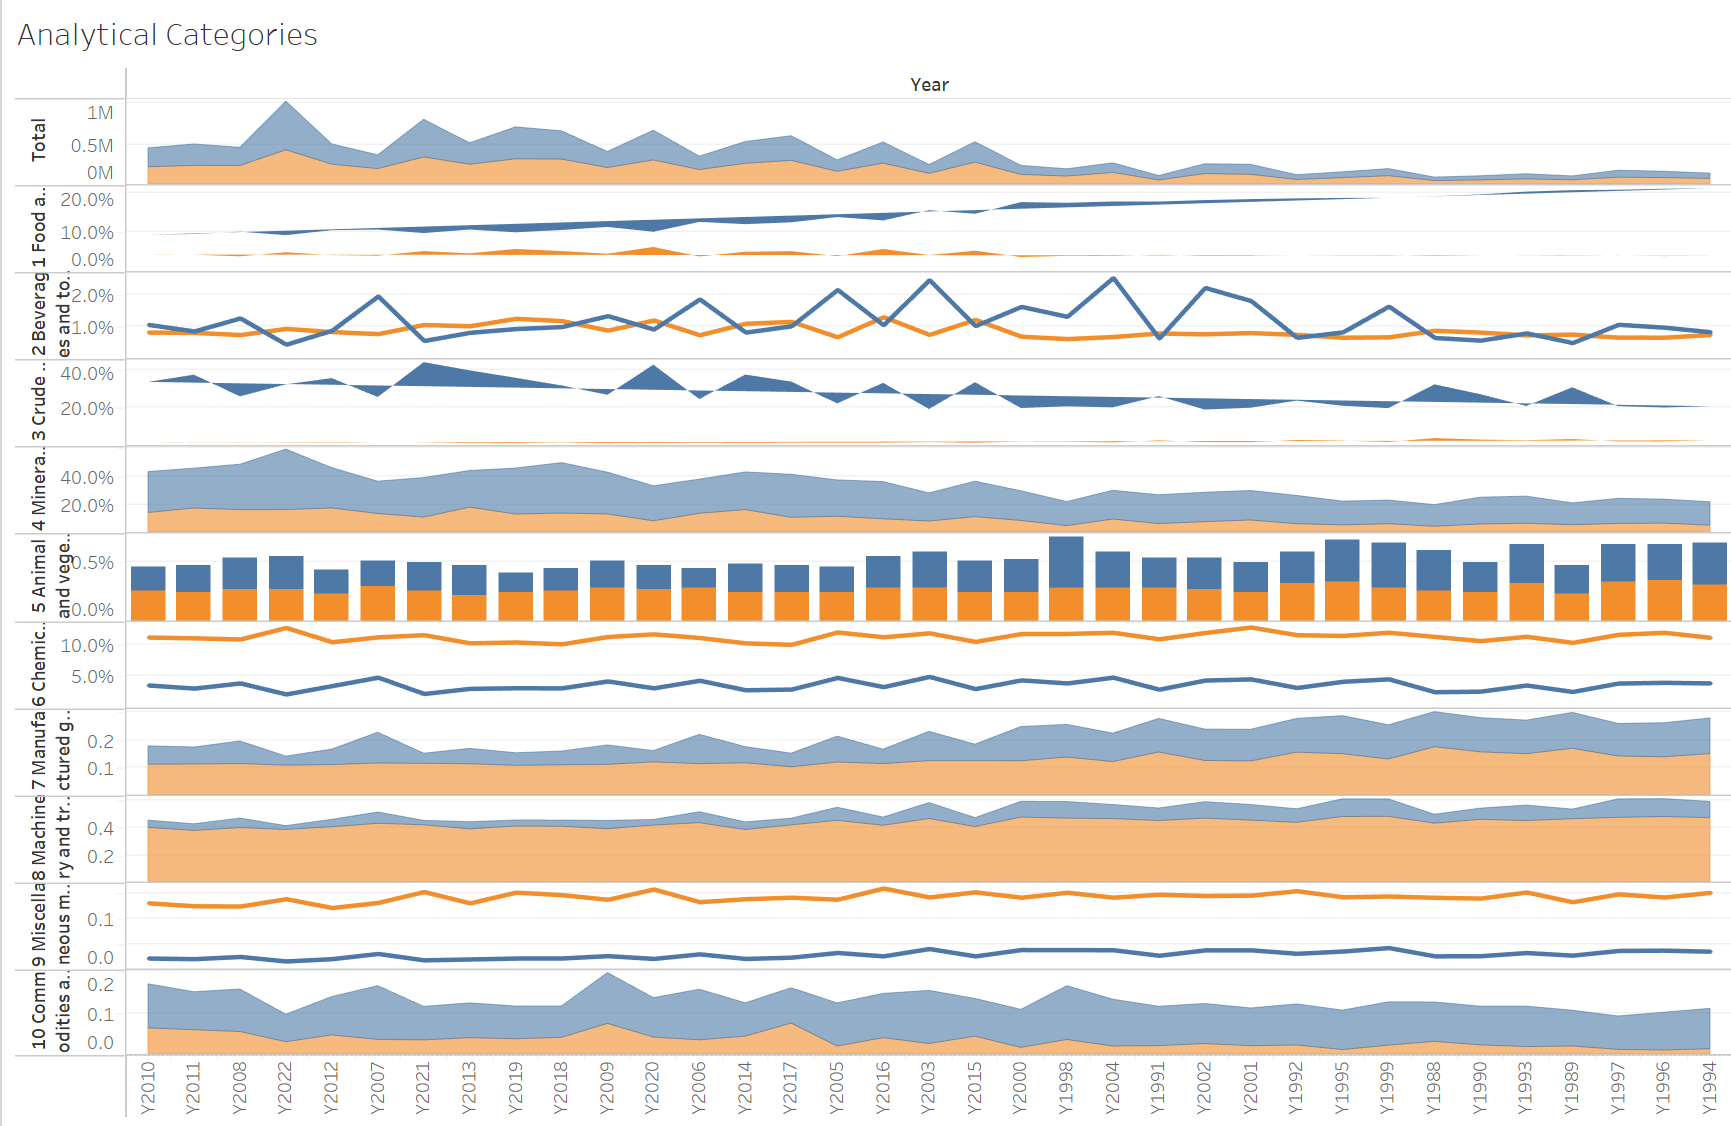 Analytical Categories
Year
Total
1M
0.5M
0M
1 Food a..
20.0%
10.0%
0.0%
2 Beverag
es and to..
2.0%
1.0%
3 Crude ..
40.0%
20.0%
4 Minera..
40.0%
20.0%
5 Animal
and vege..
0.5%
0.0%
6 Chemic..
10.0%
5.0%
7 Manufa
ctured g..
0.2
0.1
8 Machine
ry and tr..
0.4
0.2
9 Miscella
neous m..
0.1
0.0
10 Comm
odities a..
0.2
0.1
0.0
Y2010
Y2011
Y2008
Y2022
Y2012
Y2007
Y2021
Y2013
Y2019
Y2018
Y2009
Y2020
Y2006
Y2014
Y2017
Y2005
Y2016
Y2003
Y2015
Y2000
Y1998
Y2004
Y1991
Y2002
Y2001
Y1992
Y1995
Y1999
Y1988
Y1990
Y1993
Y1989
Y1997
Y1996
Y1994